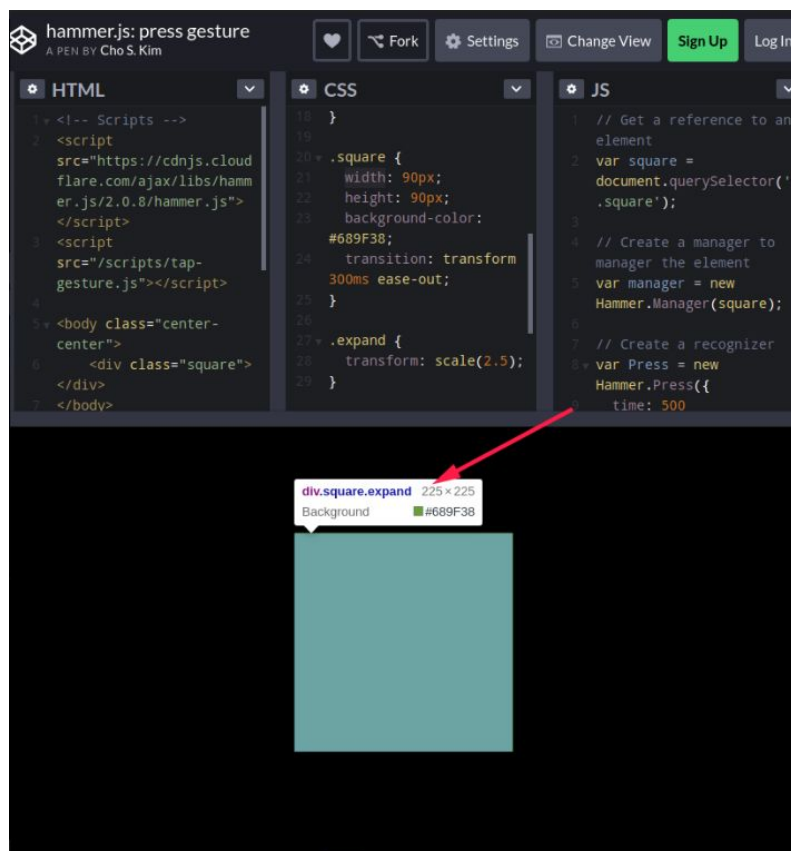 hammer.js: press gesture
A PEN BY Cho S. Kim
Fork
Settings
Change View
Sign Up
Log In
HTML
1 <!-- Scripts -->
2 <script
src="https://cdnjs.cloud
flare.com/ajax/libs/hamm
er.js/2.0.8/hammer.js">
</script>
3 <script
src="/scripts/tap-
gesture.js"></script>
4
5 <body class="center-
center">
6 <div class="square">
</div>
7 </body>
CSS
18 }
19
20 .square {
21 width: 90px;
22 height: 90px;
23 background-color:
#689F38;
24 transition: transform
300ms ease-out;
25 }
26
27 .expand {
28 transform: scale(2.5);
29 }
JS
1 // Get a reference to an
element
2 var square =
document.querySelector('
.square');
3
4 // Create a manager to
manager the element
5 var manager = new
Hammer.Manager(square);
6
7 // Create a recognizer
8 var Press = new
Hammer.Press({
9 time: 500
div.square.expand 225 × 225
Background #689F38